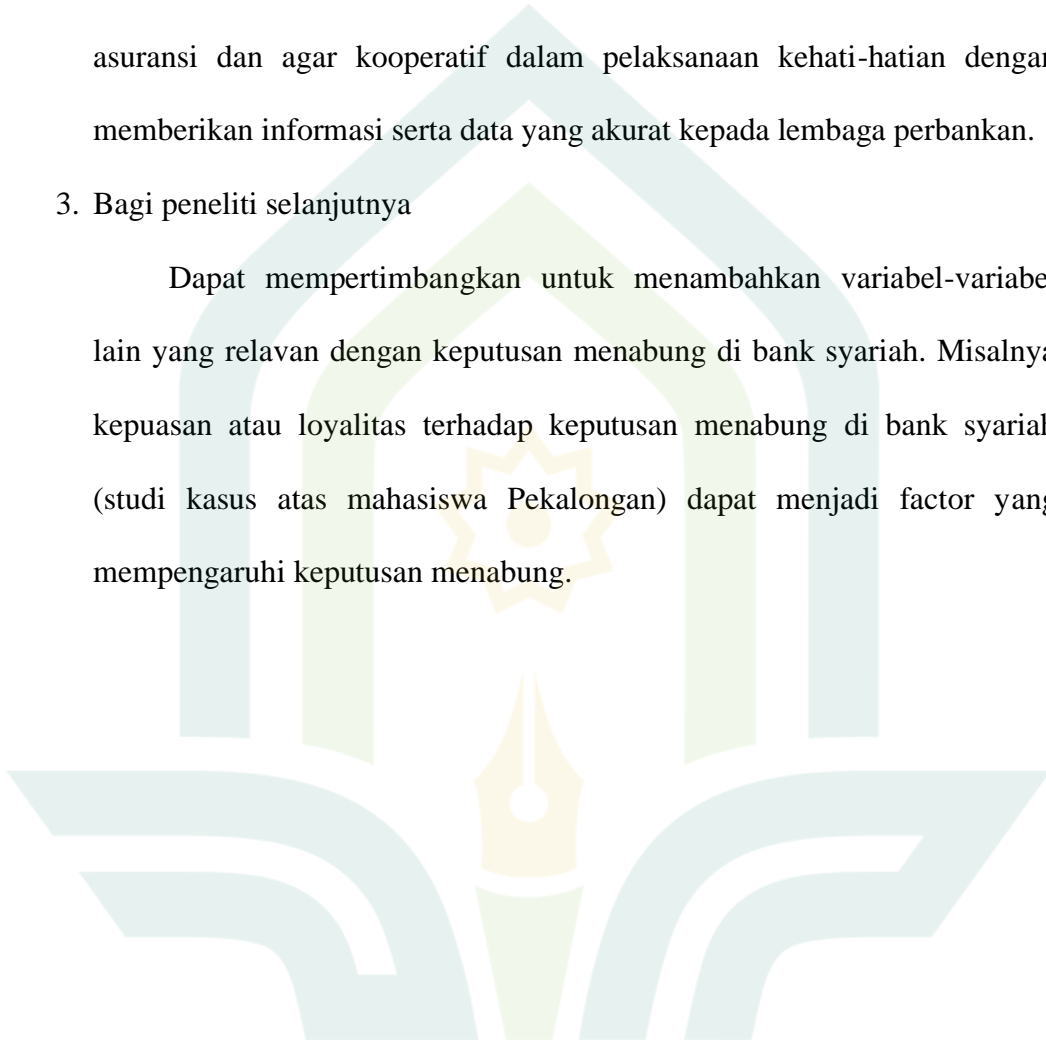 asuransi dan agar kooperatif dalam pelaksanaan kehati-hatian dengan
memberikan informasi serta data yang akurat kepada lembaga perbankan.
3. Bagi peneliti selanjutnya
Dapat mempertimbangkan untuk menambahkan variabel-variabel
lain yang relavan dengan keputusan menabung di bank syariah. Misalnya
kepuasan atau loyalitas terhadap keputusan menabung di bank syariah
(studi kasus atas mahasiswa Pekalongan) dapat menjadi factor yang
mempengaruhi keputusan menabung.